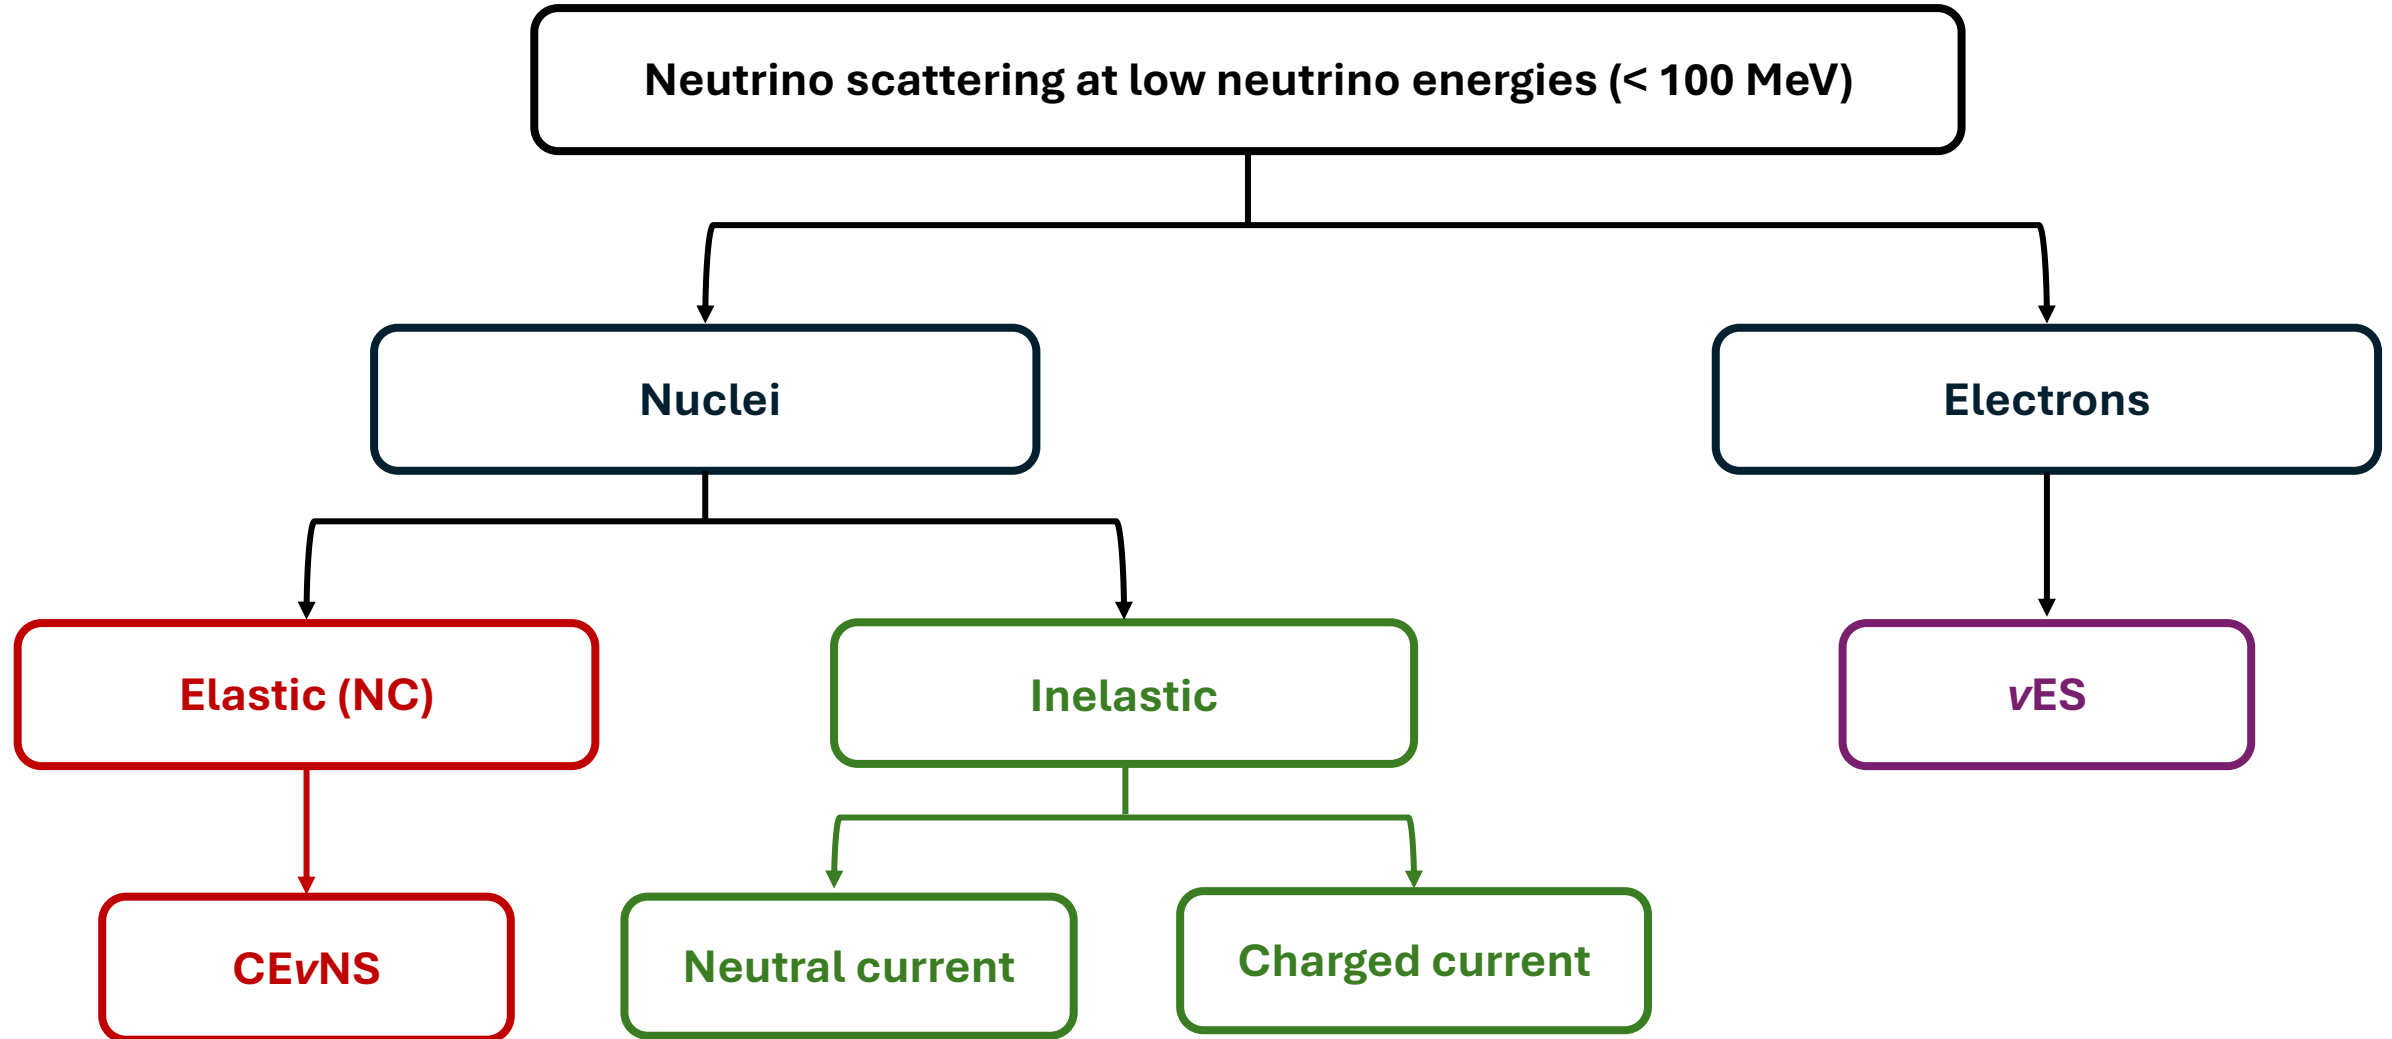 Neutrino scattering at low neutrino energies (< 100 MeV)
Nuclei
Electrons
Elastic (NC)
Inelastic
νES
CEνNS
Neutral current
Charged current